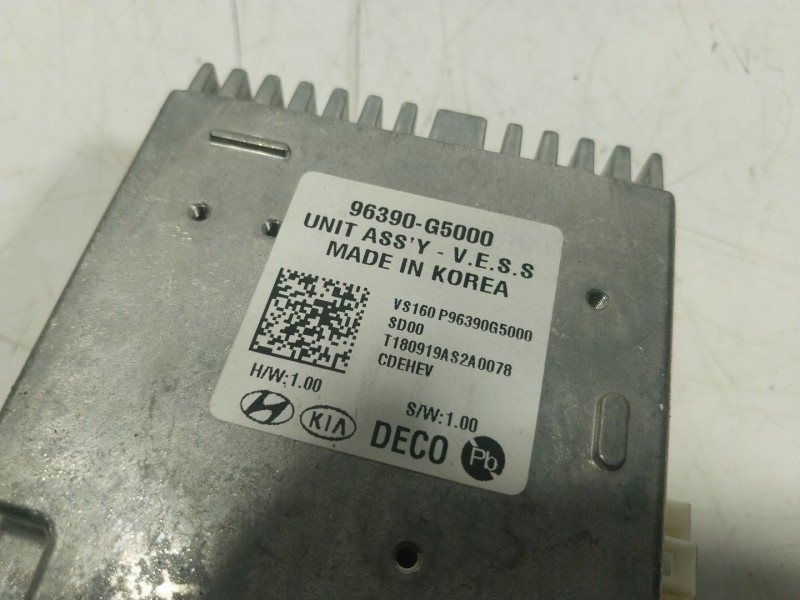 96390-G5000
UNIT ASS'Y - V.E.S.S
MADE IN KOREA
VS160 P96390G5000
SD00
T180919AS2A0078
CDEHEV
H/W:1.00
S/W:1.00
KIA
DECO
Pb